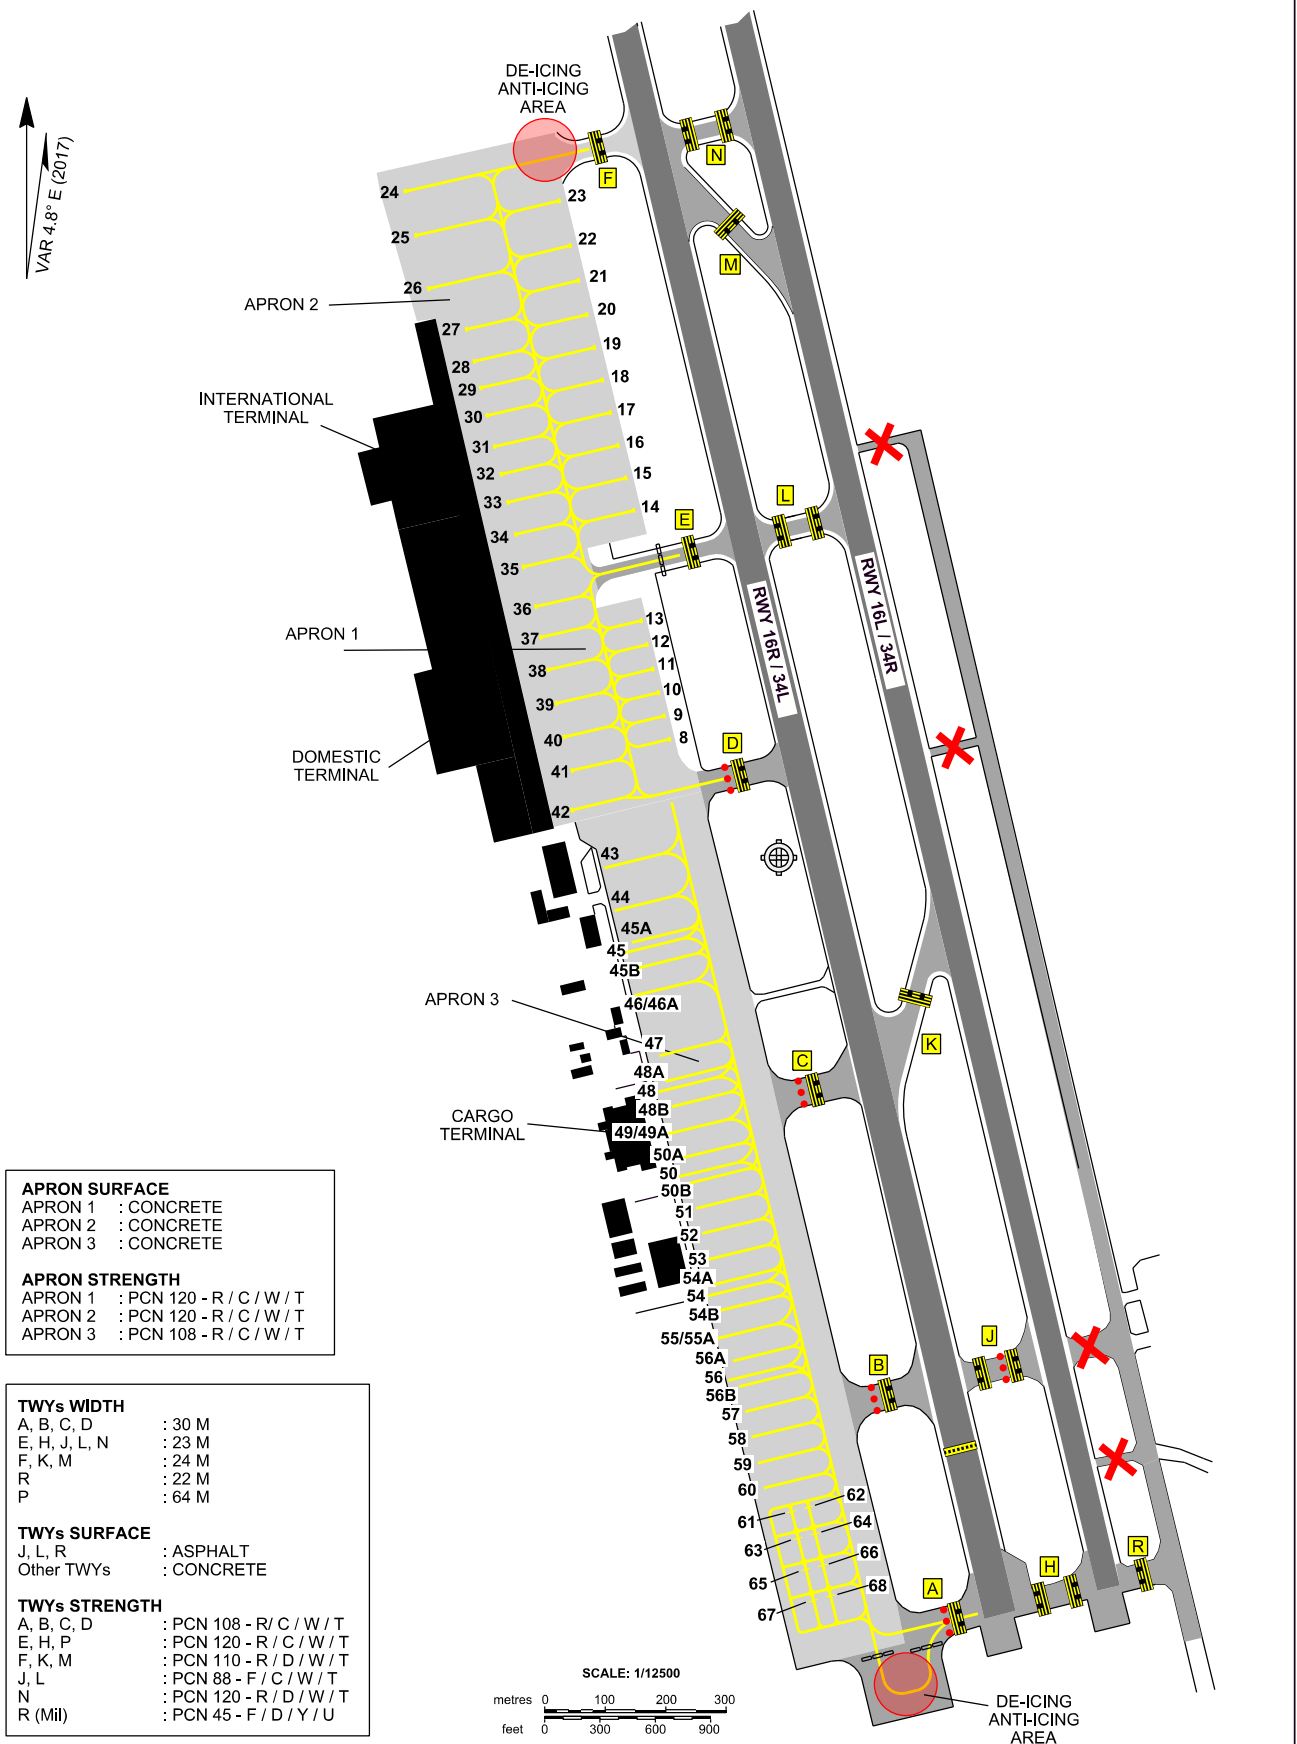 DE-ICING
ANTI-ICING
AREA
VAR 4.8° E (2017)
N
F
M
24
23
25
22
26
21
APRON 2
20
27
19
28
18
29
INTERNATIONAL
TERMINAL
17
30
16
31
15
32
33
14
L
E
34
35
RWY 16R / 34L
RWY 16L / 34R
36
13
APRON 1
37
12
38
11
10
39
9
40
8
D
DOMESTIC
TERMINAL
41
42
43
44
45A
45
45B
46/46A
APRON 3
47
K
C
48A
48
48B
CARGO
TERMINAL
49/49A
50A
50
50B
51
52
53
54A
54
54B
55/55A
56A
56
56B
J
B
57
58
59
60
62
61
64
63
66
65
68
67
A
H
R
APRON SURFACE
APRON 1 : CONCRETE
APRON 2 : CONCRETE
APRON 3 : CONCRETE
APRON STRENGTH
APRON 1 : PCN 120 - R / C / W / T
APRON 2 : PCN 120 - R / C / W / T
APRON 3 : PCN 108 - R / C / W / T
TWYs WIDTH
A, B, C, D : 30 M
E, H, J, L, N : 23 M
F, K, M : 24 M
R : 22 M
P : 64 M
TWYs SURFACE
J, L, R : ASPHALT
Other TWYs : CONCRETE
TWYs STRENGTH
A, B, C, D : PCN 108 - R/ C / W / T
E, H, P : PCN 120 - R / C / W / T
F, K, M : PCN 110 - R / D / W / T
J, L : PCN 88 - F / C / W / T
N : PCN 120 - R / D / W / T
R (Mil) : PCN 45 - F / D / Y / U
SCALE: 1/12500
metres 0 100 200 300
feet 0 300 600 900
DE-ICING
ANTI-ICING
AREA